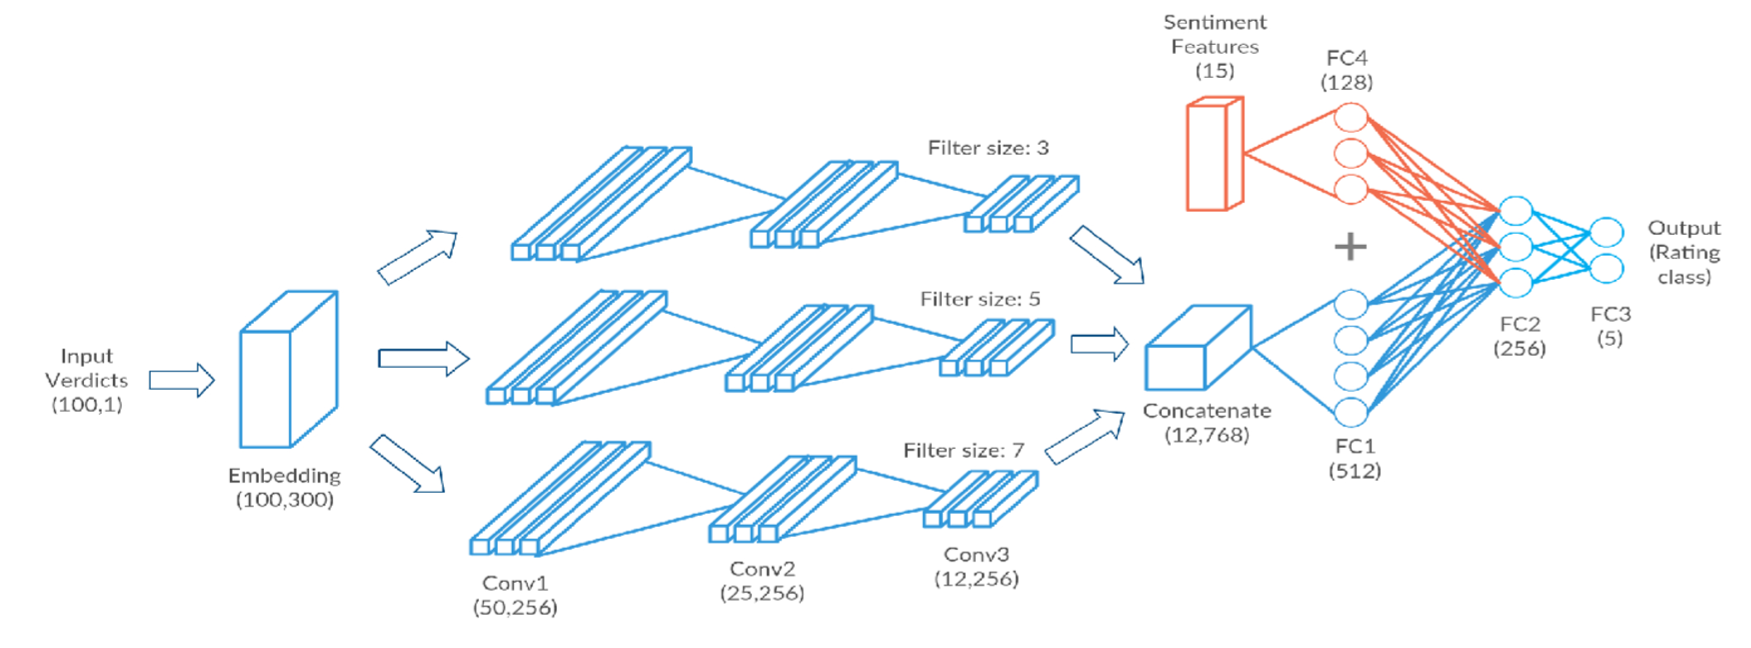 Input
Verdicts
(100,1)
Embedding
(100,300)
Filter size: 3
Filter size: 5
Filter size: 7
Conv1
(50,256)
Conv2
(25,256)
Conv3
(12,256)
Concatenate
(12,768)
Sentiment
Features
(15)
FC4
(128)
+
FC1
(512)
FC2
(256)
FC3
(5)
Output
(Rating
class)